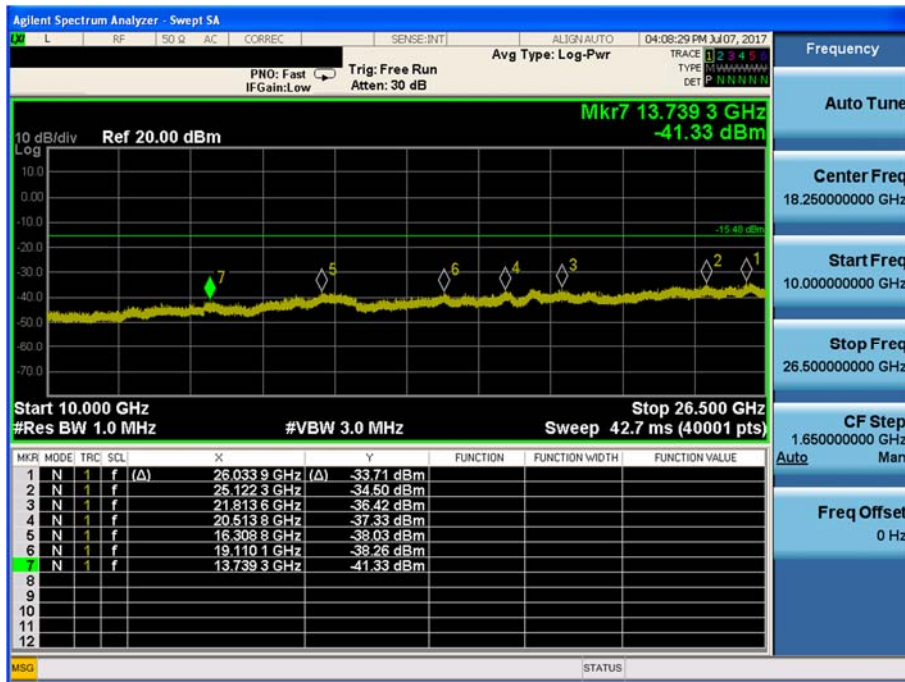 Agilent Spectrum Analyzer - Swept SA
LXI L RF 50 Ω AC CORREC SENSE:INT ALIGN AUTO 04:08:29 PM Jul 07, 2017
PNO: Fast Trig: Free Run Avg Type: Log-Pwr TRACE 1 2 3 4 5 6
IFGain:Low Atten: 30 dB TYPE M W W W W W
DET P N N N N N
Mkr7 13.739 3 GHz
-41.33 dBm
10 dB/div Ref 20.00 dBm
Log
10.0
0.00
-10.0
-15.48 dBm
-20.0
-30.0
-40.0
-50.0
-60.0
-70.0
7 5 6 4 3 2 1
Start 10.000 GHz Stop 26.500 GHz
#Res BW 1.0 MHz #VBW 3.0 MHz Sweep 42.7 ms (40001 pts)
MKR MODE TRC SCL X Y FUNCTION FUNCTION WIDTH FUNCTION VALUE
1 N 1 f (Δ) 26.033 9 GHz (Δ) -33.71 dBm
2 N 1 f 25.122 3 GHz -34.50 dBm
3 N 1 f 21.813 6 GHz -36.42 dBm
4 N 1 f 20.513 8 GHz -37.33 dBm
5 N 1 f 16.308 8 GHz -38.03 dBm
6 N 1 f 19.110 1 GHz -38.26 dBm
7 N 1 f 13.739 3 GHz -41.33 dBm
8
9
10
11
12
MSG STATUS
Frequency
Auto Tune
Center Freq
18.250000000 GHz
Start Freq
10.000000000 GHz
Stop Freq
26.500000000 GHz
CF Step
1.650000000 GHz
Auto Man
Freq Offset
0 Hz